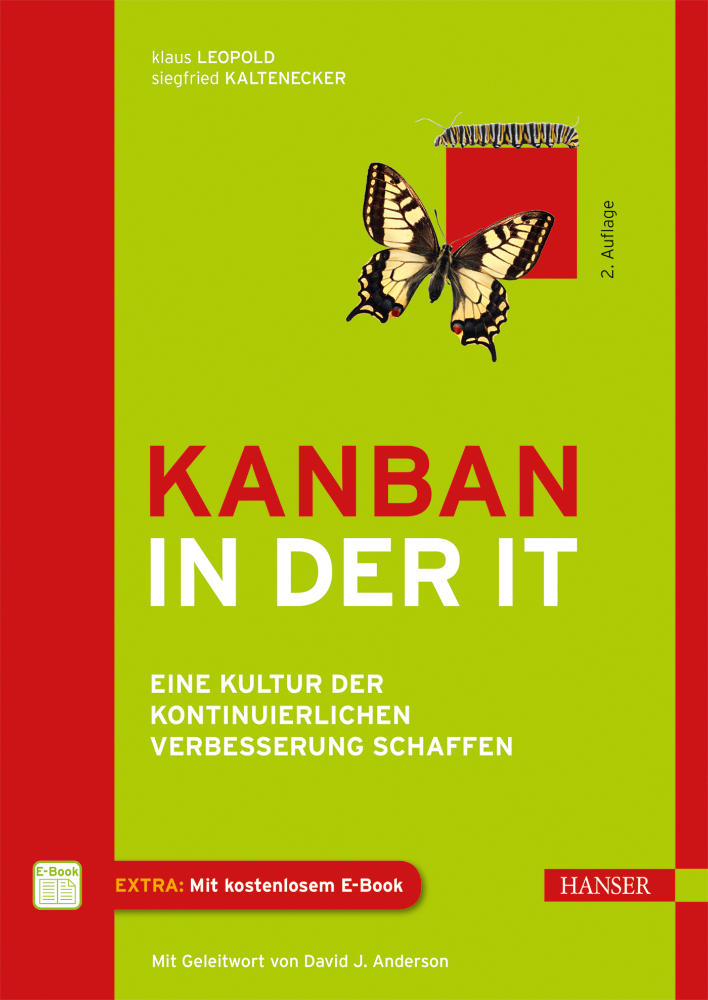 klaus LEOPOLD
siegfried KALTENECKER
2. Auflage
KANBAN
IN DER IT
EINE KULTUR DER
KONTINUIERLICHEN
VERBESSERUNG SCHAFFEN
E-Book
EXTRA: Mit kostenlosem E-Book
HANSER
Mit Geleitwort von David J. Anderson